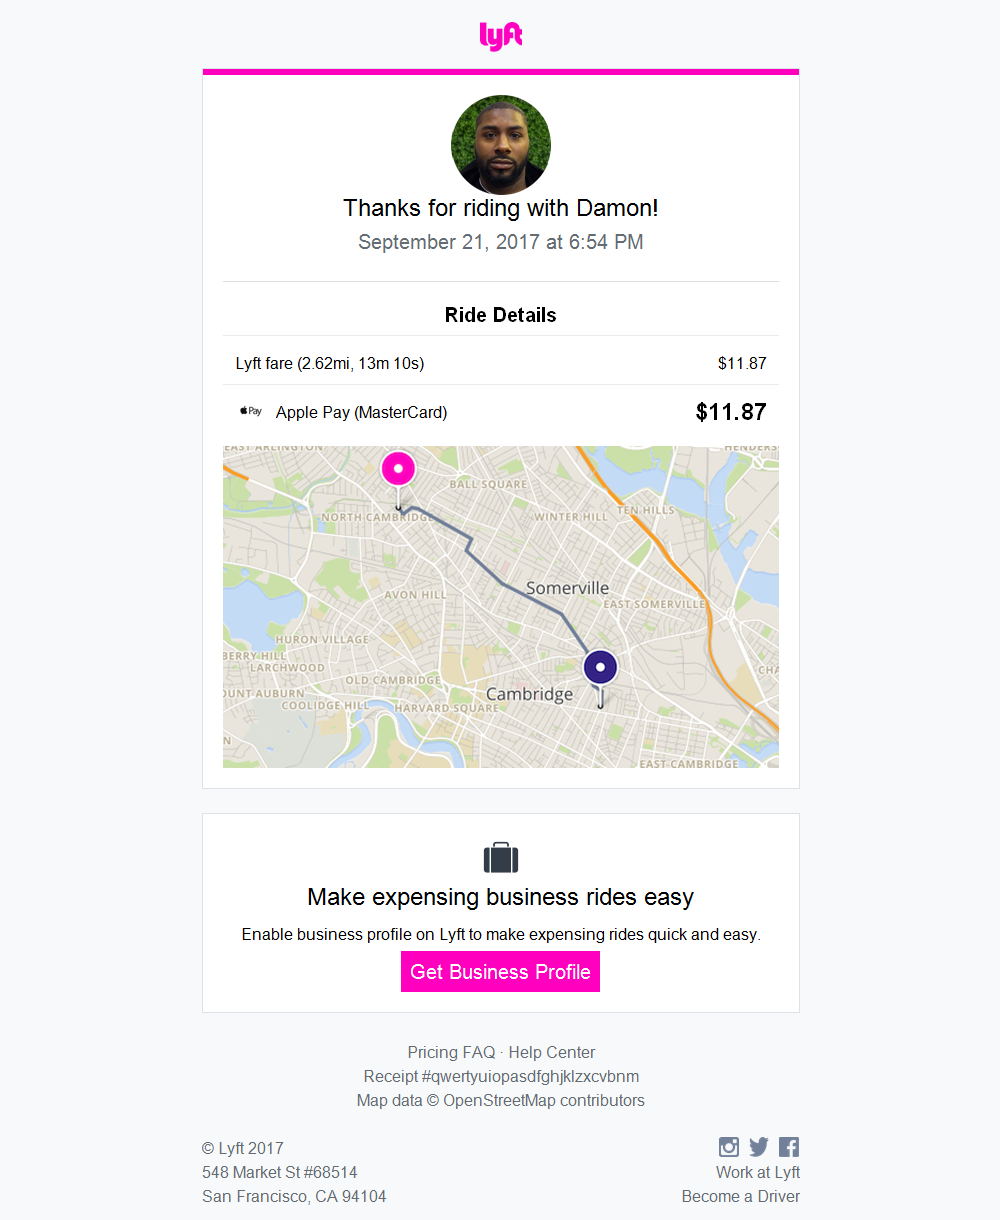 lyft
Thanks for riding with Damon!
September 21, 2017 at 6:54 PM
Ride Details
Lyft fare (2.62mi, 13m 10s) $11.87
Pay Apple Pay (MasterCard) $11.87
EAST ARLINGTON
HENDERS
BALL SQUARE
NORTH CAMBRIDGE
WINTER HILL
TEN HILLS
Somerville
AVON HILL
EAST SOMERVILLE
HURON VILLAGE
BERRY HILL
LARCHWOOD
OLD CAMBRIDGE
CHA
OUNT AUBURN
Cambridge
COOLIDGE HILL
HARVARD SQUARE
N
EAST CAMBRIDGE
Make expensing business rides easy
Enable business profile on Lyft to make expensing rides quick and easy.
Get Business Profile
Pricing FAQ · Help Center
Receipt #qwertyuiopasdfghjklzxcvbnm
Map data © OpenStreetMap contributors
© Lyft 2017
548 Market St #68514
San Francisco, CA 94104
Work at Lyft
Become a Driver